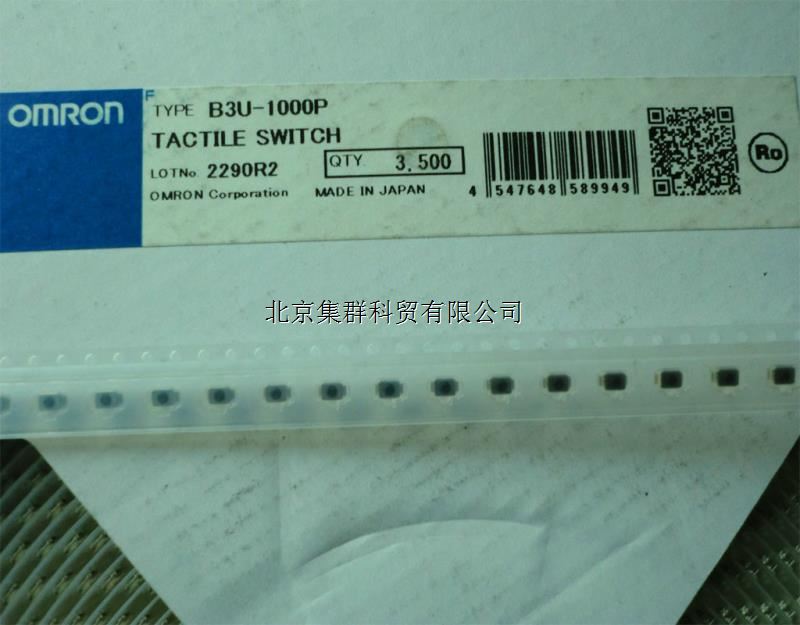 OMRON
TYPE B3U-1000P
TACTILE SWITCH
LOTNo. 2290R2
QTY 3.500
OMRON Corporation MADE IN JAPAN
4 547648 589949
Ro
北京集群科贸有限公司